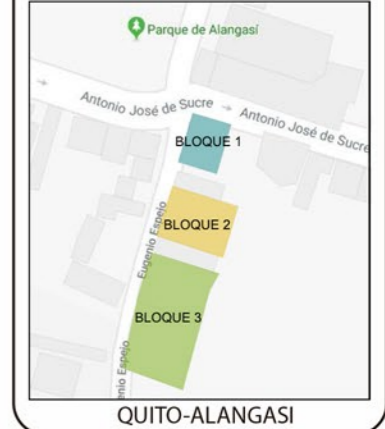 Parque de Alangasí
Antonio José de Sucre
Antonio José de Sucre
BLOQUE 1
BLOQUE 2
Eugenio Espejo
BLOQUE 3
enio Espejo
QUITO-ALANGASI